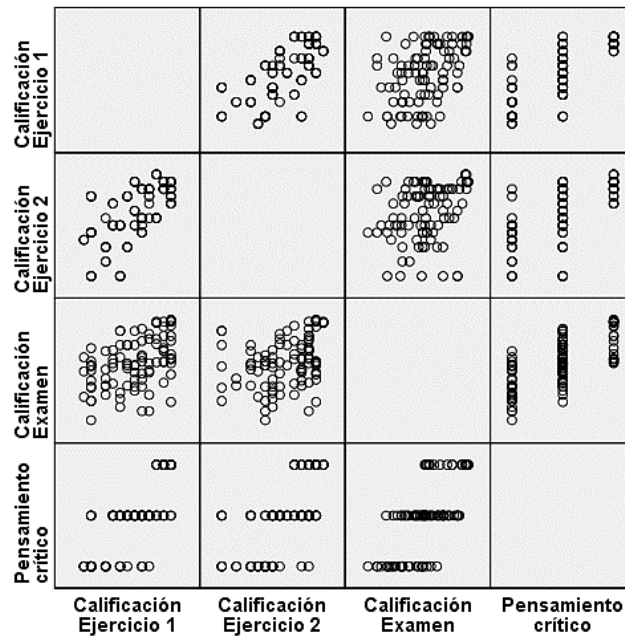 Calificación
Ejercicio 1
Calificación
Ejercicio 2
Calificación
Examen
Pensamiento
crítico
Calificación
Ejercicio 1
Calificación
Ejercicio 2
Calificación
Examen
Pensamiento
crítico